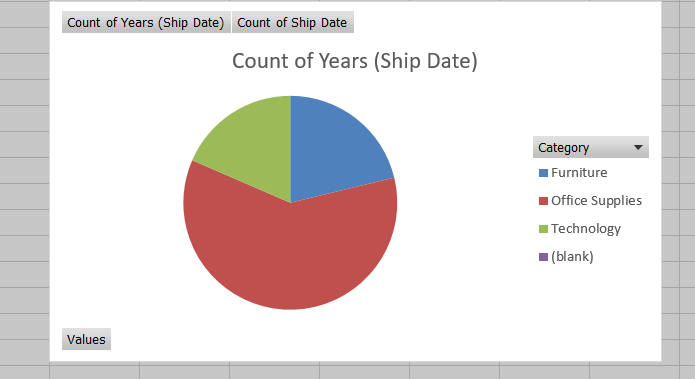 Count of Years (Ship Date) Count of Ship Date
Count of Years (Ship Date)
Category
Furniture
Office Supplies
Technology
(blank)
Values